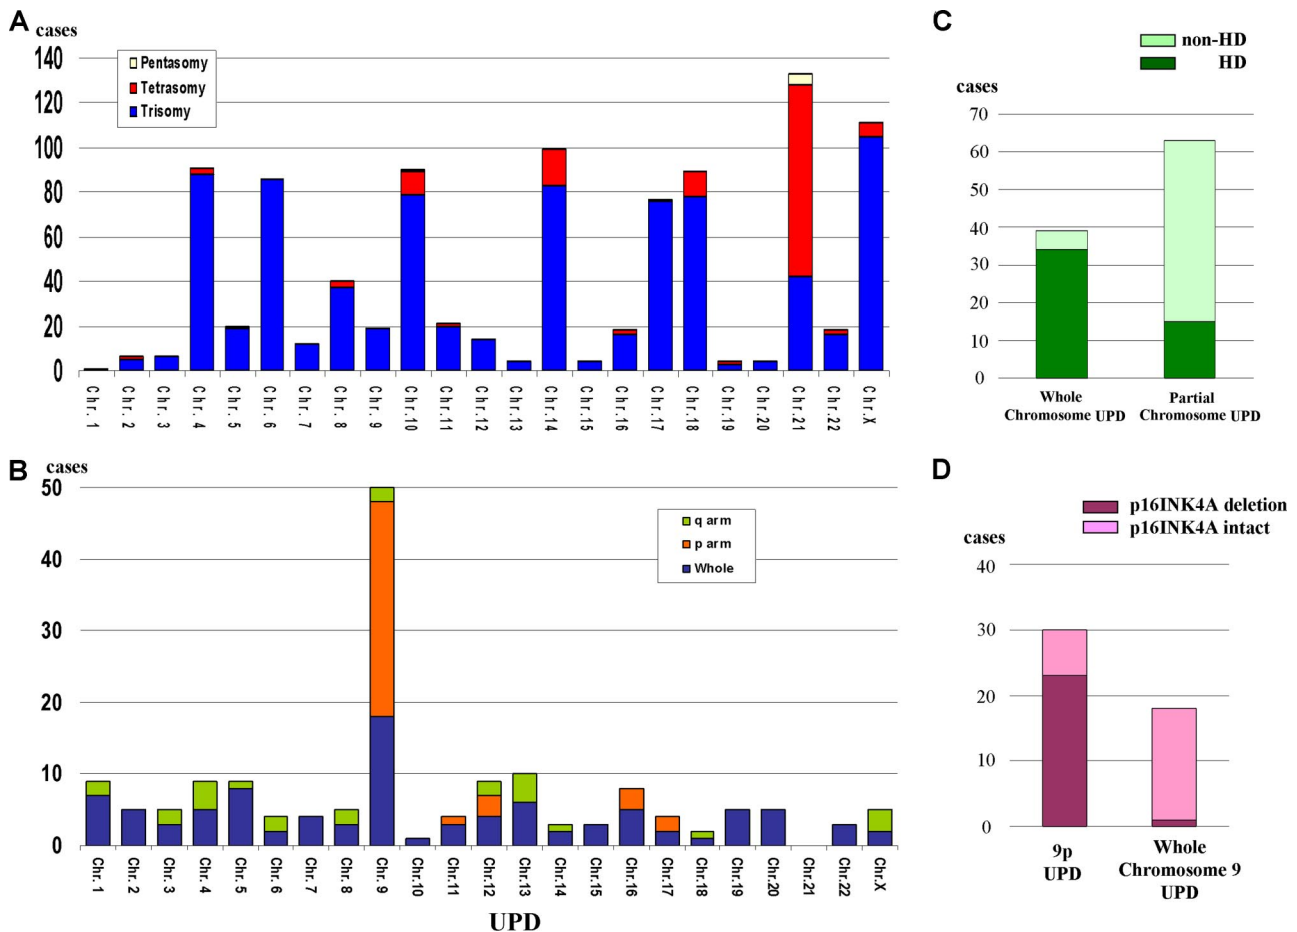 A
cases
140
120
100
80
60
40
20
0
Pentasomy
Tetrasomy
Trisomy
Chr. 1
Chr. 2
Chr. 3
Chr. 4
Chr. 5
Chr. 6
Chr. 7
Chr. 8
Chr. 9
Chr.10
Chr.11
Chr.12
Chr.13
Chr.14
Chr.15
Chr.16
Chr.17
Chr.18
Chr.19
Chr.20
Chr.21
Chr.22
Chr.X
B
cases
50
40
30
20
10
0
q arm
p arm
Whole
Chr. 1
Chr. 2
Chr. 3
Chr. 4
Chr. 5
Chr. 6
Chr. 7
Chr. 8
Chr. 9
Chr.10
Chr.11
Chr.12
Chr.13
Chr.14
Chr.15
Chr.16
Chr.17
Chr.18
Chr.19
Chr.20
Chr.21
Chr.22
Chr.X
UPD
C
non-HD
HD
cases
70
60
50
40
30
20
10
0
Whole
Chromosome UPD
Partial
Chromosome UPD
D
p16INK4A deletion
p16INK4A intact
cases
40
30
20
10
0
9p
UPD
Whole
Chromosome 9
UPD